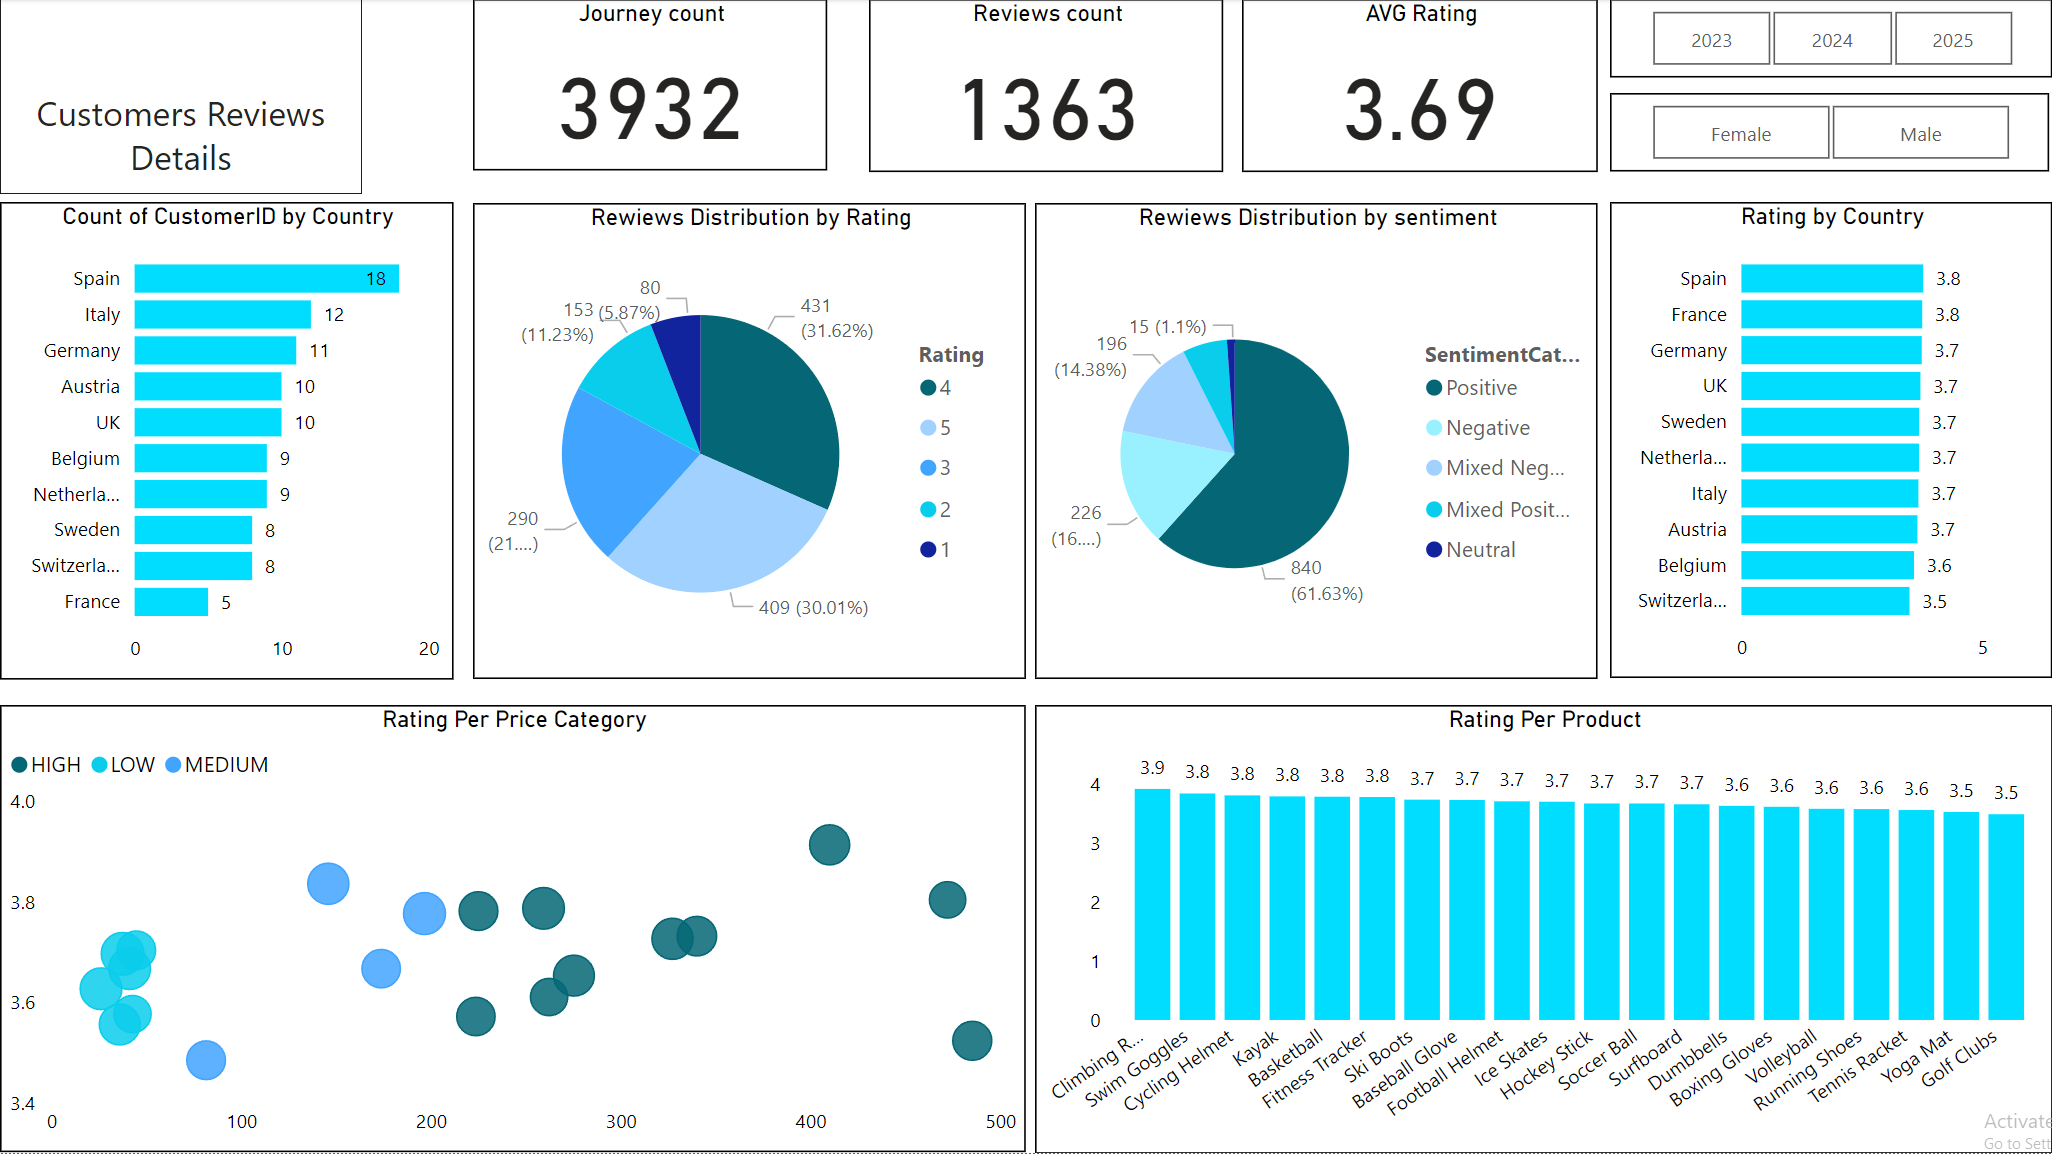 Customers Reviews
Details
Journey count
3932
Reviews count
1363
AVG Rating
3.69
2023
2024
2025
Female
Male
Count of CustomerID by Country
Spain 18
Italy 12
Germany 11
Austria 10
UK 10
Belgium 9
Netherla... 9
Sweden 8
Switzerla... 8
France 5
0 10 20
Rewiews Distribution by Rating
80
(5.87%)
153
(11.23%)
431
(31.62%)
290
(21....)
409 (30.01%)
Rating
4
5
3
2
1
Rewiews Distribution by sentiment
15 (1.1%)
196
(14.38%)
226
(16....)
840
(61.63%)
SentimentCat...
Positive
Negative
Mixed Neg...
Mixed Posit...
Neutral
Rating by Country
Spain 3.8
France 3.8
Germany 3.7
UK 3.7
Sweden 3.7
Netherla... 3.7
Italy 3.7
Austria 3.7
Belgium 3.6
Switzerla... 3.5
0 5
Rating Per Price Category
HIGH LOW MEDIUM
4.0
3.8
3.6
3.4
0 100 200 300 400 500
Rating Per Product
3.9 3.8 3.8 3.8 3.8 3.8 3.7 3.7 3.7 3.7 3.7 3.7 3.7 3.6 3.6 3.6 3.6 3.6 3.5 3.5
4
3
2
1
0
Climbing R...
Swim Goggles
Cycling Helmet
Kayak
Basketball
Fitness Tracker
Ski Boots
Baseball Glove
Football Helmet
Ice Skates
Hockey Stick
Soccer Ball
Surfboard
Dumbbells
Boxing Gloves
Volleyball
Running Shoes
Tennis Racket
Yoga Mat
Golf Clubs
Activate
Go to Sett